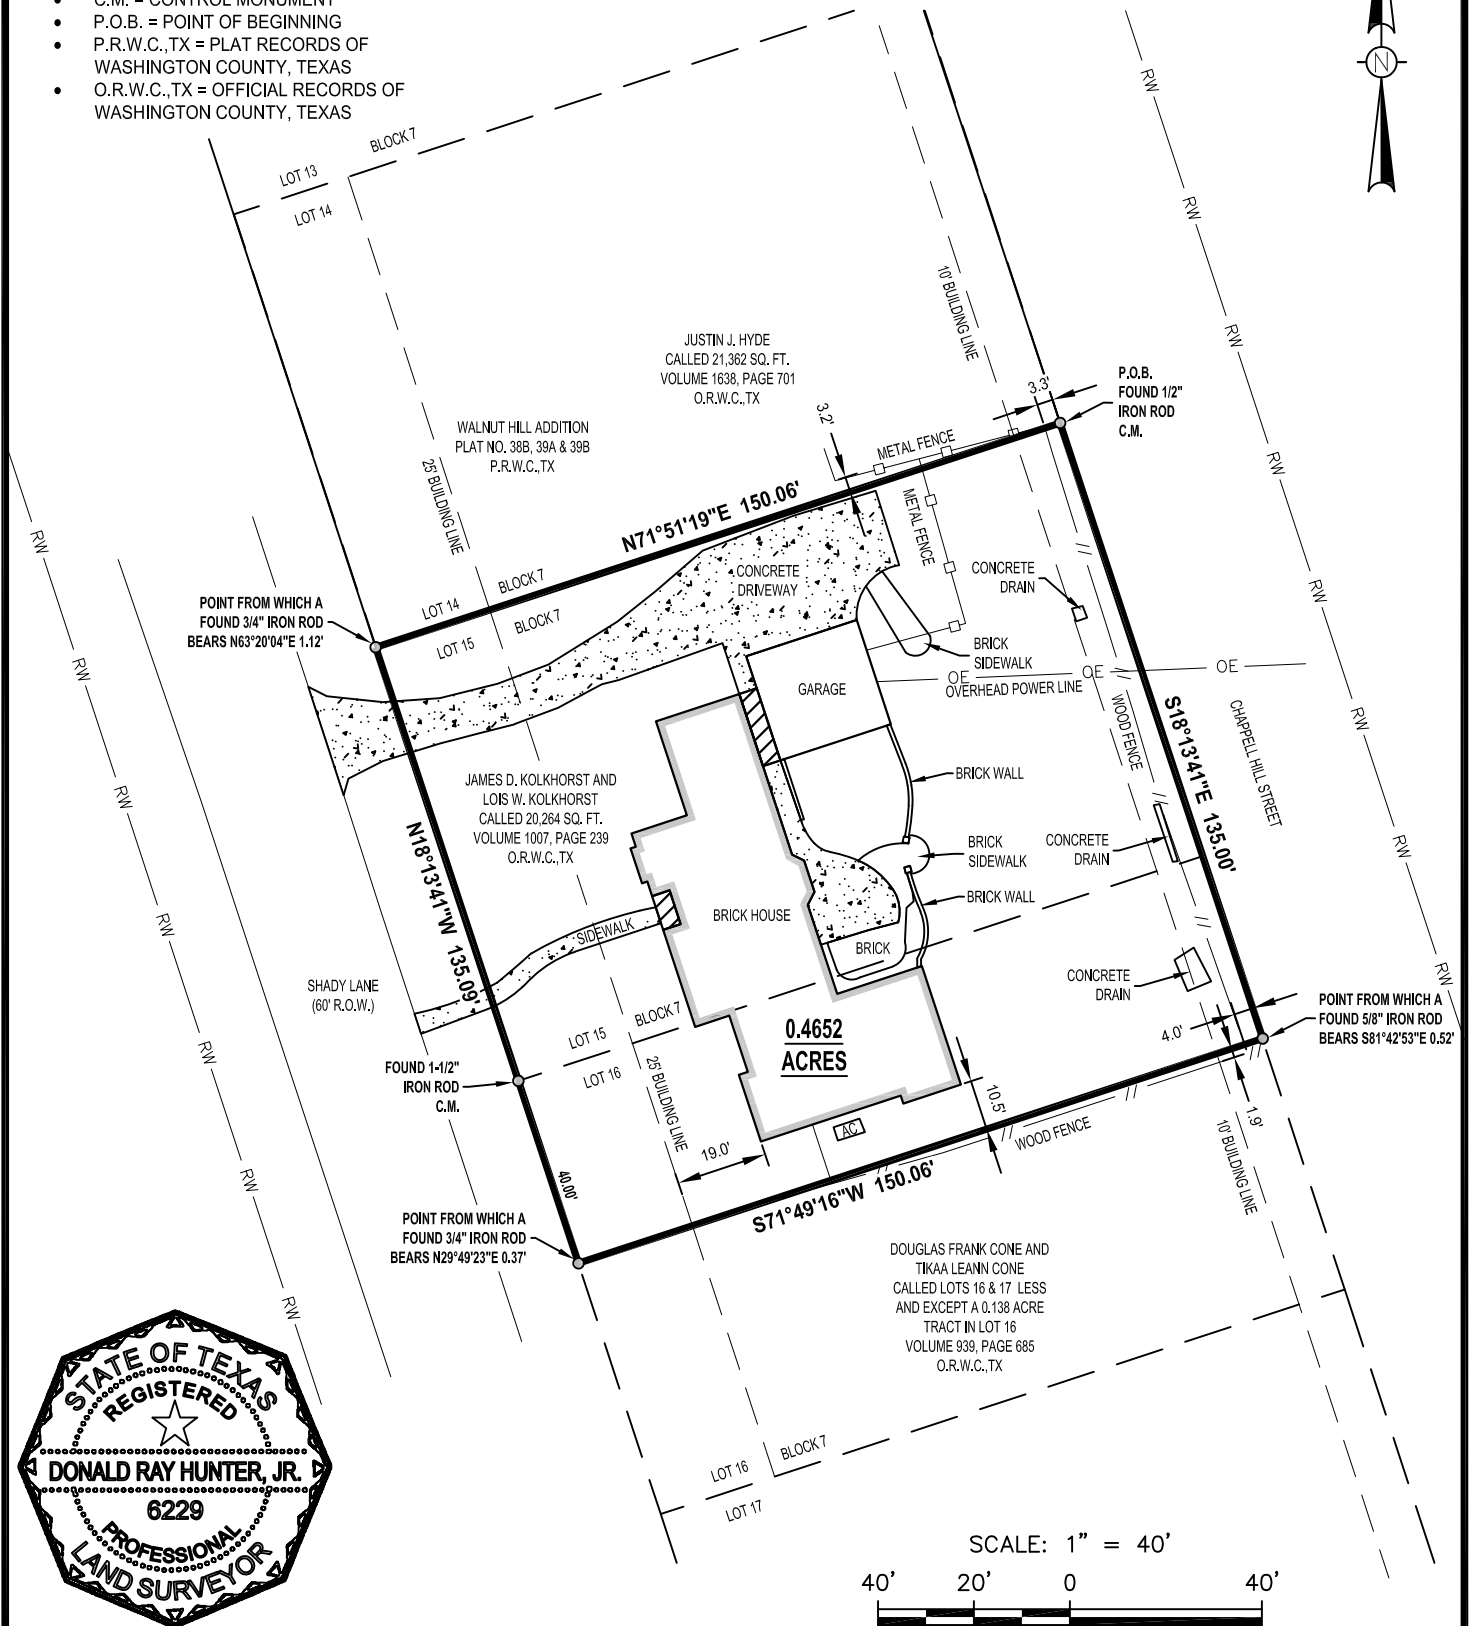 C.M. = CONTROL MONUMENT
P.O.B. = POINT OF BEGINNING
P.R.W.C.,TX = PLAT RECORDS OF
WASHINGTON COUNTY, TEXAS
O.R.W.C.,TX = OFFICIAL RECORDS OF
WASHINGTON COUNTY, TEXAS
N
RW
BLOCK 7
LOT 13
LOT 14
RW
10' BUILDING LINE
RW
JUSTIN J. HYDE
CALLED 21,362 SQ. FT.
VOLUME 1638, PAGE 701
O.R.W.C.,TX
3.3'
P.O.B.
FOUND 1/2"
IRON ROD
C.M.
3.2'
WALNUT HILL ADDITION
PLAT NO. 38B, 39A & 39B
P.R.W.C.,TX
METAL FENCE
RW
25' BUILDING LINE
N71°51'19"E 150.06'
METAL FENCE
RW
CONCRETE
DRIVEWAY
CONCRETE
DRAIN
RW
POINT FROM WHICH A
FOUND 3/4" IRON ROD
BEARS N63°20'04"E 1.12'
LOT 14
BLOCK 7
LOT 15
BLOCK 7
BRICK
SIDEWALK
RW
GARAGE
OE
OVERHEAD POWER LINE
OE
OE
WOOD FENCE
S18°13'41"E 135.00'
CHAPPELL HILL STREET
RW
RW
JAMES D. KOLKHORST AND
LOIS W. KOLKHORST
CALLED 20,264 SQ. FT.
VOLUME 1007, PAGE 239
O.R.W.C.,TX
BRICK WALL
N18°13'41"W 135.09'
BRICK
SIDEWALK
CONCRETE
DRAIN
RW
BRICK WALL
RW
BRICK HOUSE
SIDEWALK
BRICK
SHADY LANE
(60' R.O.W.)
CONCRETE
DRAIN
RW
POINT FROM WHICH A
FOUND 5/8" IRON ROD
BEARS S81°42'53"E 0.52'
0.4652
ACRES
4.0'
LOT 15
BLOCK 7
LOT 16
RW
FOUND 1-1/2"
IRON ROD
C.M.
25' BUILDING LINE
10.5'
1.9'
AC
WOOD FENCE
19.0'
10' BUILDING LINE
RW
40.00'
S71°49'16"W 150.06'
POINT FROM WHICH A
FOUND 3/4" IRON ROD
BEARS N29°49'23"E 0.37'
DOUGLAS FRANK CONE AND
TIKAA LEANN CONE
CALLED LOTS 16 & 17 LESS
AND EXCEPT A 0.138 ACRE
TRACT IN LOT 16
VOLUME 939, PAGE 685
O.R.W.C.,TX
RW
STATE OF TEXAS
REGISTERED
DONALD RAY HUNTER, JR.
6229
PROFESSIONAL
LAND SURVEYOR
BLOCK 7
LOT 16
LOT 17
SCALE: 1" = 40'
40' 20' 0 40'